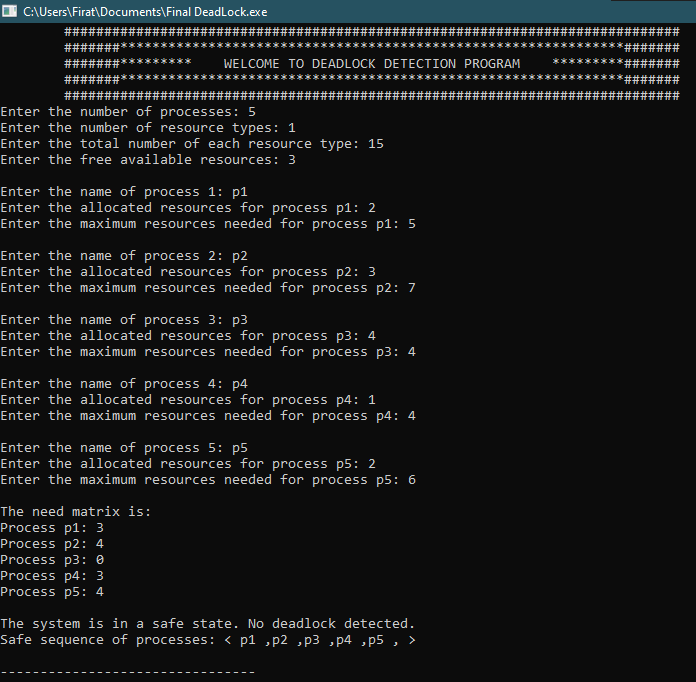 C:\Users\Firat\Documents\Final DeadLock.exe
#############################################################################
#######***************************************************************#######
#######*********    WELCOME TO DEADLOCK DETECTION PROGRAM    *********#######
#######***************************************************************#######
#############################################################################
Enter the number of processes: 5
Enter the number of resource types: 1
Enter the total number of each resource type: 15
Enter the free available resources: 3
Enter the name of process 1: p1
Enter the allocated resources for process p1: 2
Enter the maximum resources needed for process p1: 5
Enter the name of process 2: p2
Enter the allocated resources for process p2: 3
Enter the maximum resources needed for process p2: 7
Enter the name of process 3: p3
Enter the allocated resources for process p3: 4
Enter the maximum resources needed for process p3: 4
Enter the name of process 4: p4
Enter the allocated resources for process p4: 1
Enter the maximum resources needed for process p4: 4
Enter the name of process 5: p5
Enter the allocated resources for process p5: 2
Enter the maximum resources needed for process p5: 6
The need matrix is:
Process p1: 3
Process p2: 4
Process p3: 0
Process p4: 3
Process p5: 4
The system is in a safe state. No deadlock detected.
Safe sequence of processes: < p1 ,p2 ,p3 ,p4 ,p5 , >
--------------------------------